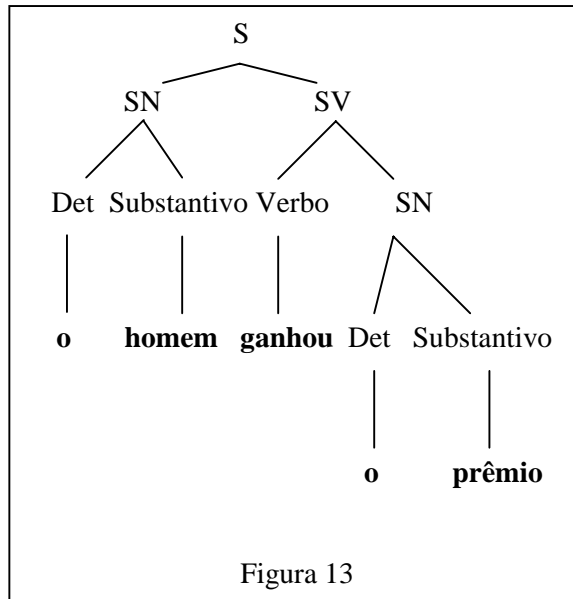 S
SN SV
Det Substantivo Verbo SN
o homem ganhou Det Substantivo
o prêmio
Figura 13